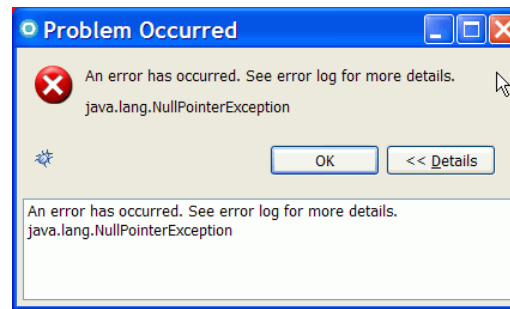 Problem Occurred
An error has occurred. See error log for more details.
java.lang.NullPointerException
OK
<< Details
An error has occurred. See error log for more details.
java.lang.NullPointerException